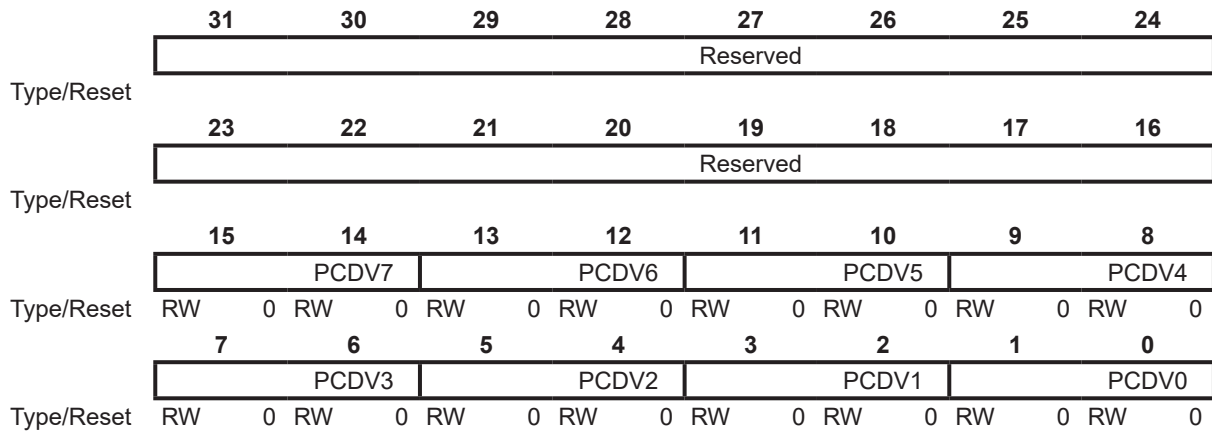 31 30 29 28 27 26 25 24
Reserved
Type/Reset
23 22 21 20 19 18 17 16
Reserved
Type/Reset
15 14 13 12 11 10 9 8
PCDV7 PCDV6 PCDV5 PCDV4
Type/Reset RW 0 RW 0 RW 0 RW 0 RW 0 RW 0 RW 0 RW 0
7 6 5 4 3 2 1 0
PCDV3 PCDV2 PCDV1 PCDV0
Type/Reset RW 0 RW 0 RW 0 RW 0 RW 0 RW 0 RW 0 RW 0